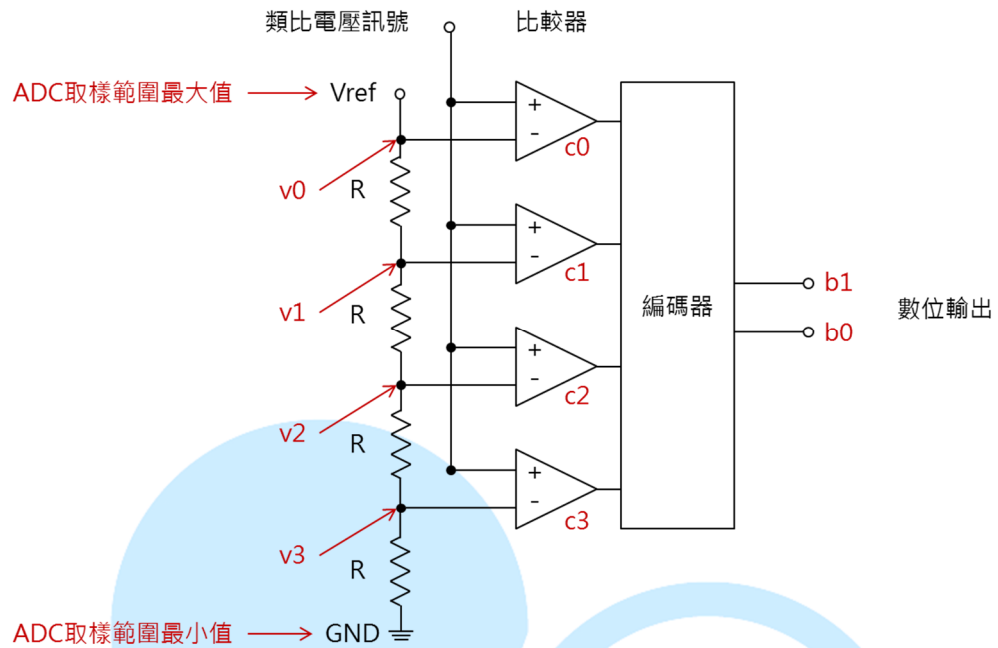 類比電壓訊號
比較器
ADC取樣範圍最大值
Vref
+
-
c0
v0
R
+
-
c1
v1
R
編碼器
b1
數位輸出
b0
+
-
c2
v2
R
+
-
c3
v3
R
ADC取樣範圍最小值
GND